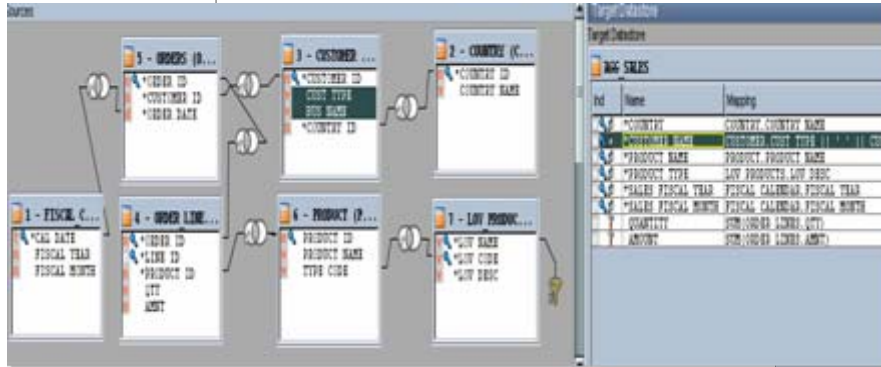 Sources
5 - ORDERS (O...
*ORDER ID
*CUSTOMER ID
*ORDER DATE
3 - CUSTOMER ...
*CUSTOMER ID
CUST TYPE
BUS NAME
*COUNTRY ID
2 - COUNTRY (C...
*COUNTRY ID
COUNTRY NAME
1 - FISCAL C...
*CAL DATE
FISCAL YEAR
FISCAL MONTH
4 - ORDER LINE...
*ORDER ID
*LINE ID
*PRODUCT ID
QTY
AMNT
6 - PRODUCT (P...
PRODUCT ID
PRODUCT NAME
TYPE CODE
7 - LOV PRODUC...
*LOV NAME
*LOV CODE
*LOV DESC
Target Datastore
Target Datastore
AGG SALES
Ind Name Mapping
*COUNTRY COUNTRY.COUNTRY NAME
CUSTOMER.CUST TYPE || ' ' || CU
*PRODUCT NAME PRODUCT.PRODUCT NAME
*PRODUCT TYPE LOV PRODUCTS.LOV DESC
*SALES FISCAL YEAR FISCAL CALENDAR.FISCAL YEAR
*SALES FISCAL MONTH FISCAL CALENDAR.FISCAL MONTH
QUANTITY SUM(ORDER LINES.QTY)
AMOUNT SUM(ORDER LINES.AMNT)